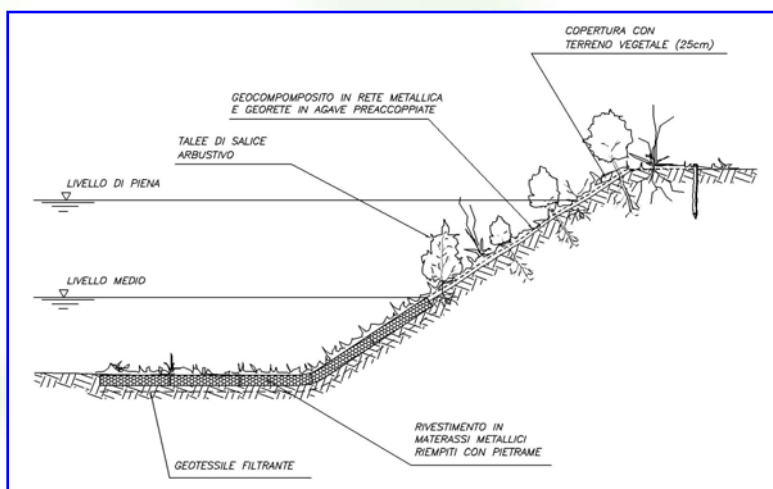 COPERTURA CON
TERRENO VEGETALE (25cm)
GEOCOMPOMPOSITO IN RETE METALLICA
E GEORETE IN AGAVE PREACCOPPIATE
TALEE DI SALICE
ARBUSTIVO
LIVELLO DI PIENA
LIVELLO MEDIO
RIVESTIMENTO IN
MATERASSI METALLICI
RIEMPITI CON PIETRAME
GEOTESSILE FILTRANTE